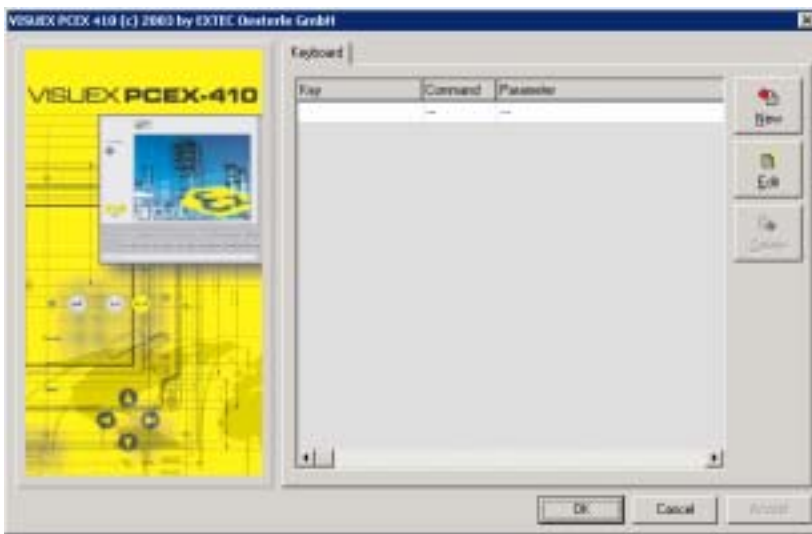 VISUEX PCEX 410 (c) 2003 by EXTEC Oesterle GmbH
VISUEX PCEX-410
Keyboard
Key Command Parameter
--- ---
New
Edit
OK Cancel